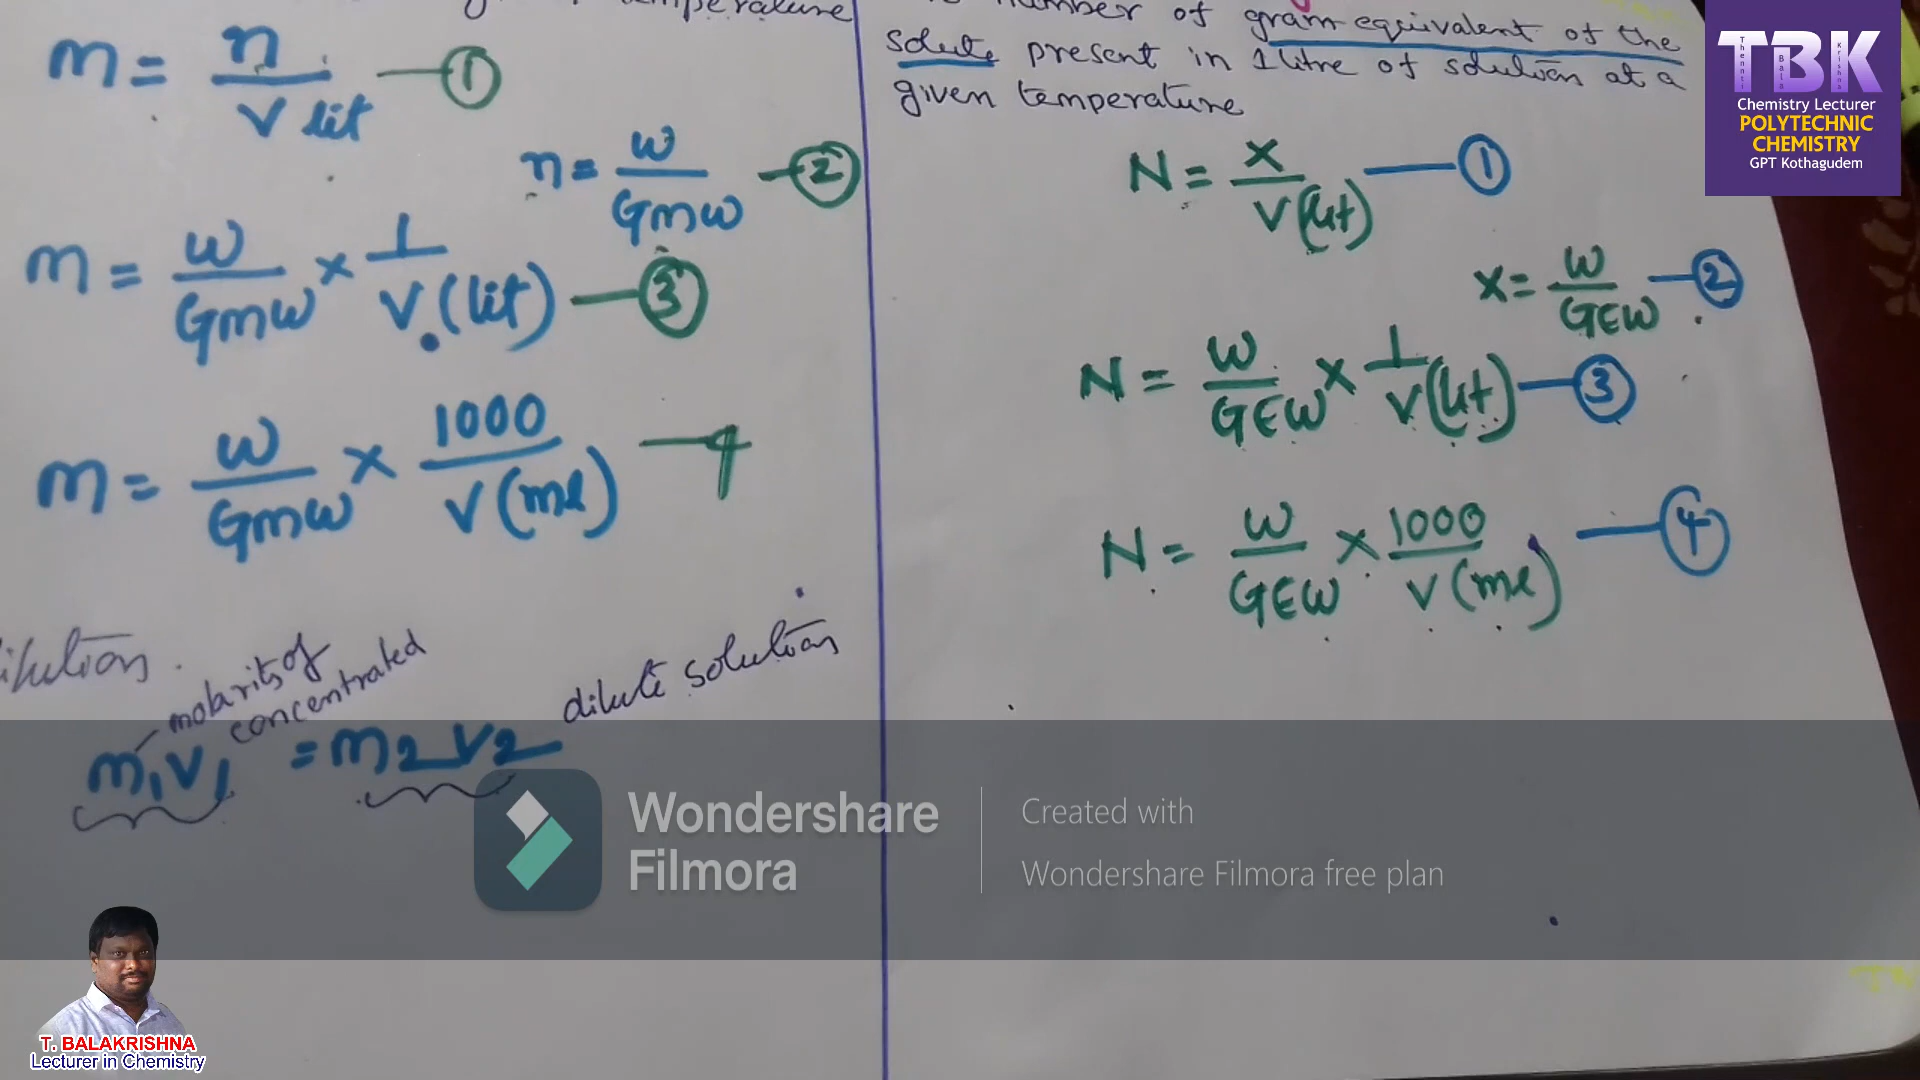 temperature
m = n / V lit — 1
n = w / GMW — 2
m = w / GMW × 1 / V (lit) — 3
m = w / GMW × 1000 / V (ml) — 4
molarity of
concentrated
dilute solution
m1V1 = m2V2
number of gram equivalent of the
solute present in 1 litre of solution at a
given temperature
N = x / V (lit) — 1
x = w / GEW — 2
N = w / GEW × 1 / V (lit) — 3
N = w / GEW × 1000 / V (ml) — 4
TBK
Chemistry Lecturer
POLYTECHNIC
CHEMISTRY
GPT Kothagudem
Wondershare
Filmora
Created with
Wondershare Filmora free plan
T. BALAKRISHNA
Lecturer in Chemistry